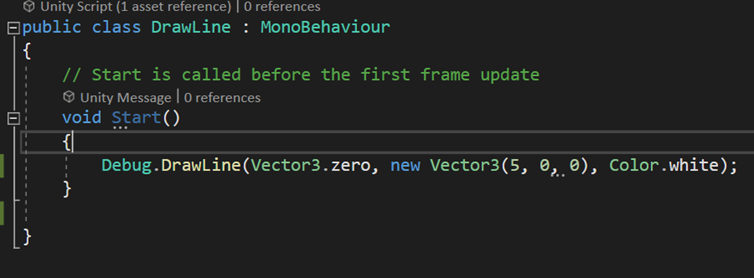 Unity Script (1 asset reference) | 0 references
public class DrawLine : MonoBehaviour
{
// Start is called before the first frame update
Unity Message | 0 references
void Start()
{
Debug.DrawLine(Vector3.zero, new Vector3(5, 0, 0), Color.white);
}
}